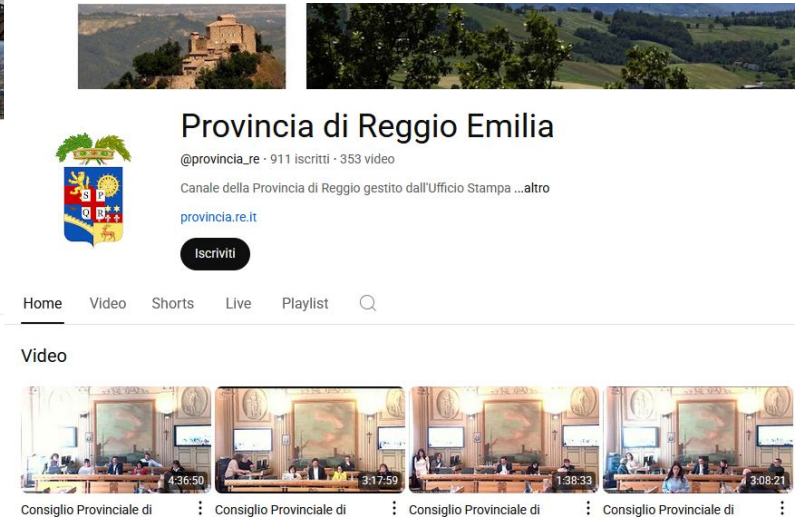 Provincia di Reggio Emilia
@provincia_re · 911 iscritti · 353 video
Canale della Provincia di Reggio gestito dall'Ufficio Stampa ...altro
provincia.re.it
S P
Q R
Iscriviti
Home Video Shorts Live Playlist
Video
4:36:50 3:17:59 1:38:33 3:08:21
Consiglio Provinciale di Consiglio Provinciale di Consiglio Provinciale di Consiglio Provinciale di